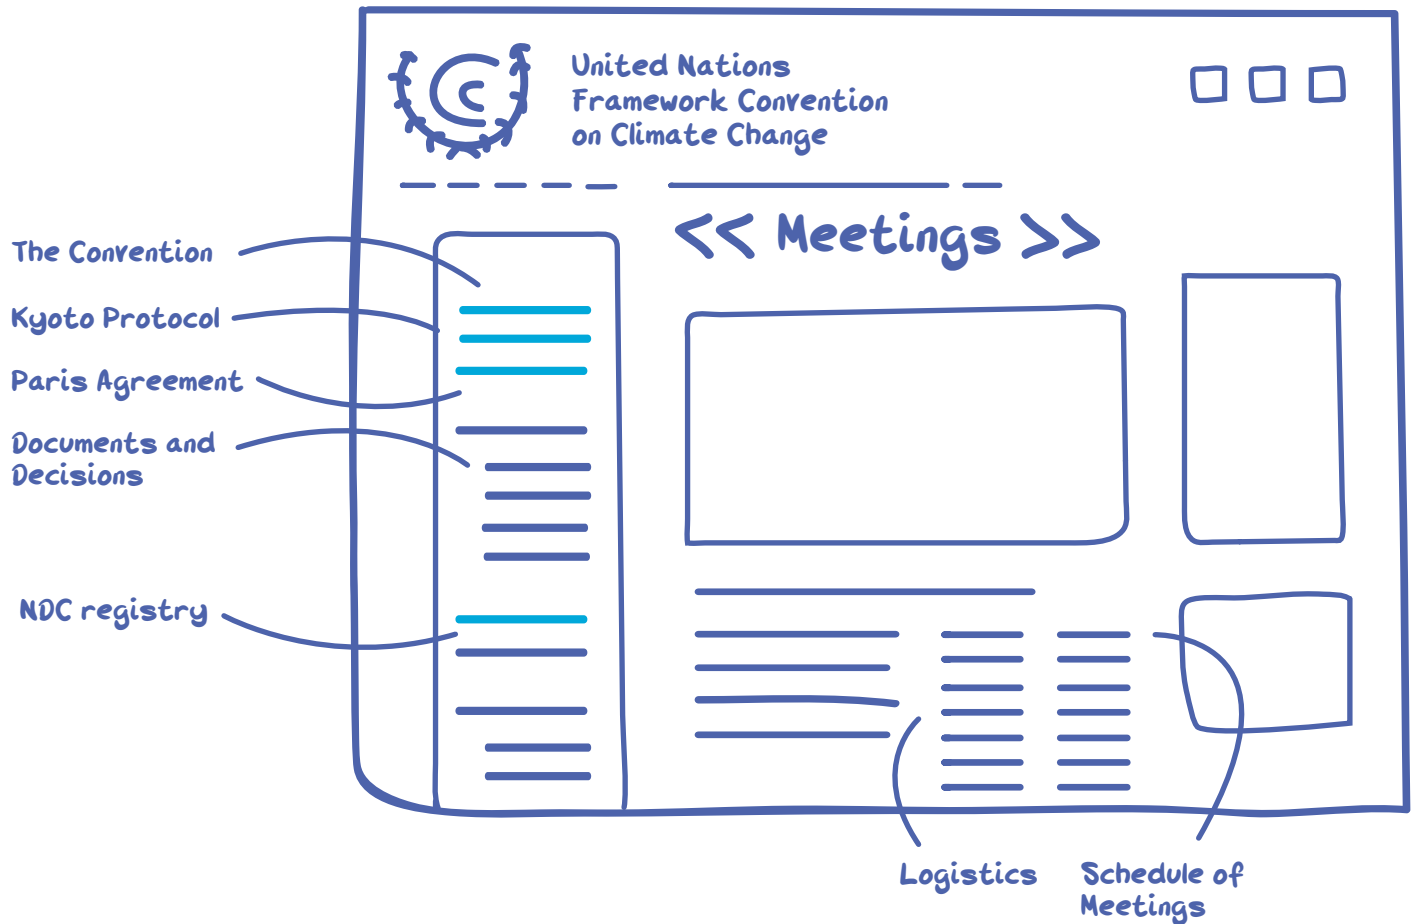 United Nations
Framework Convention
on Climate Change
<< Meetings >>
The Convention
Kyoto Protocol
Paris Agreement
Documents and
Decisions
NDC registry
Logistics
Schedule of
Meetings